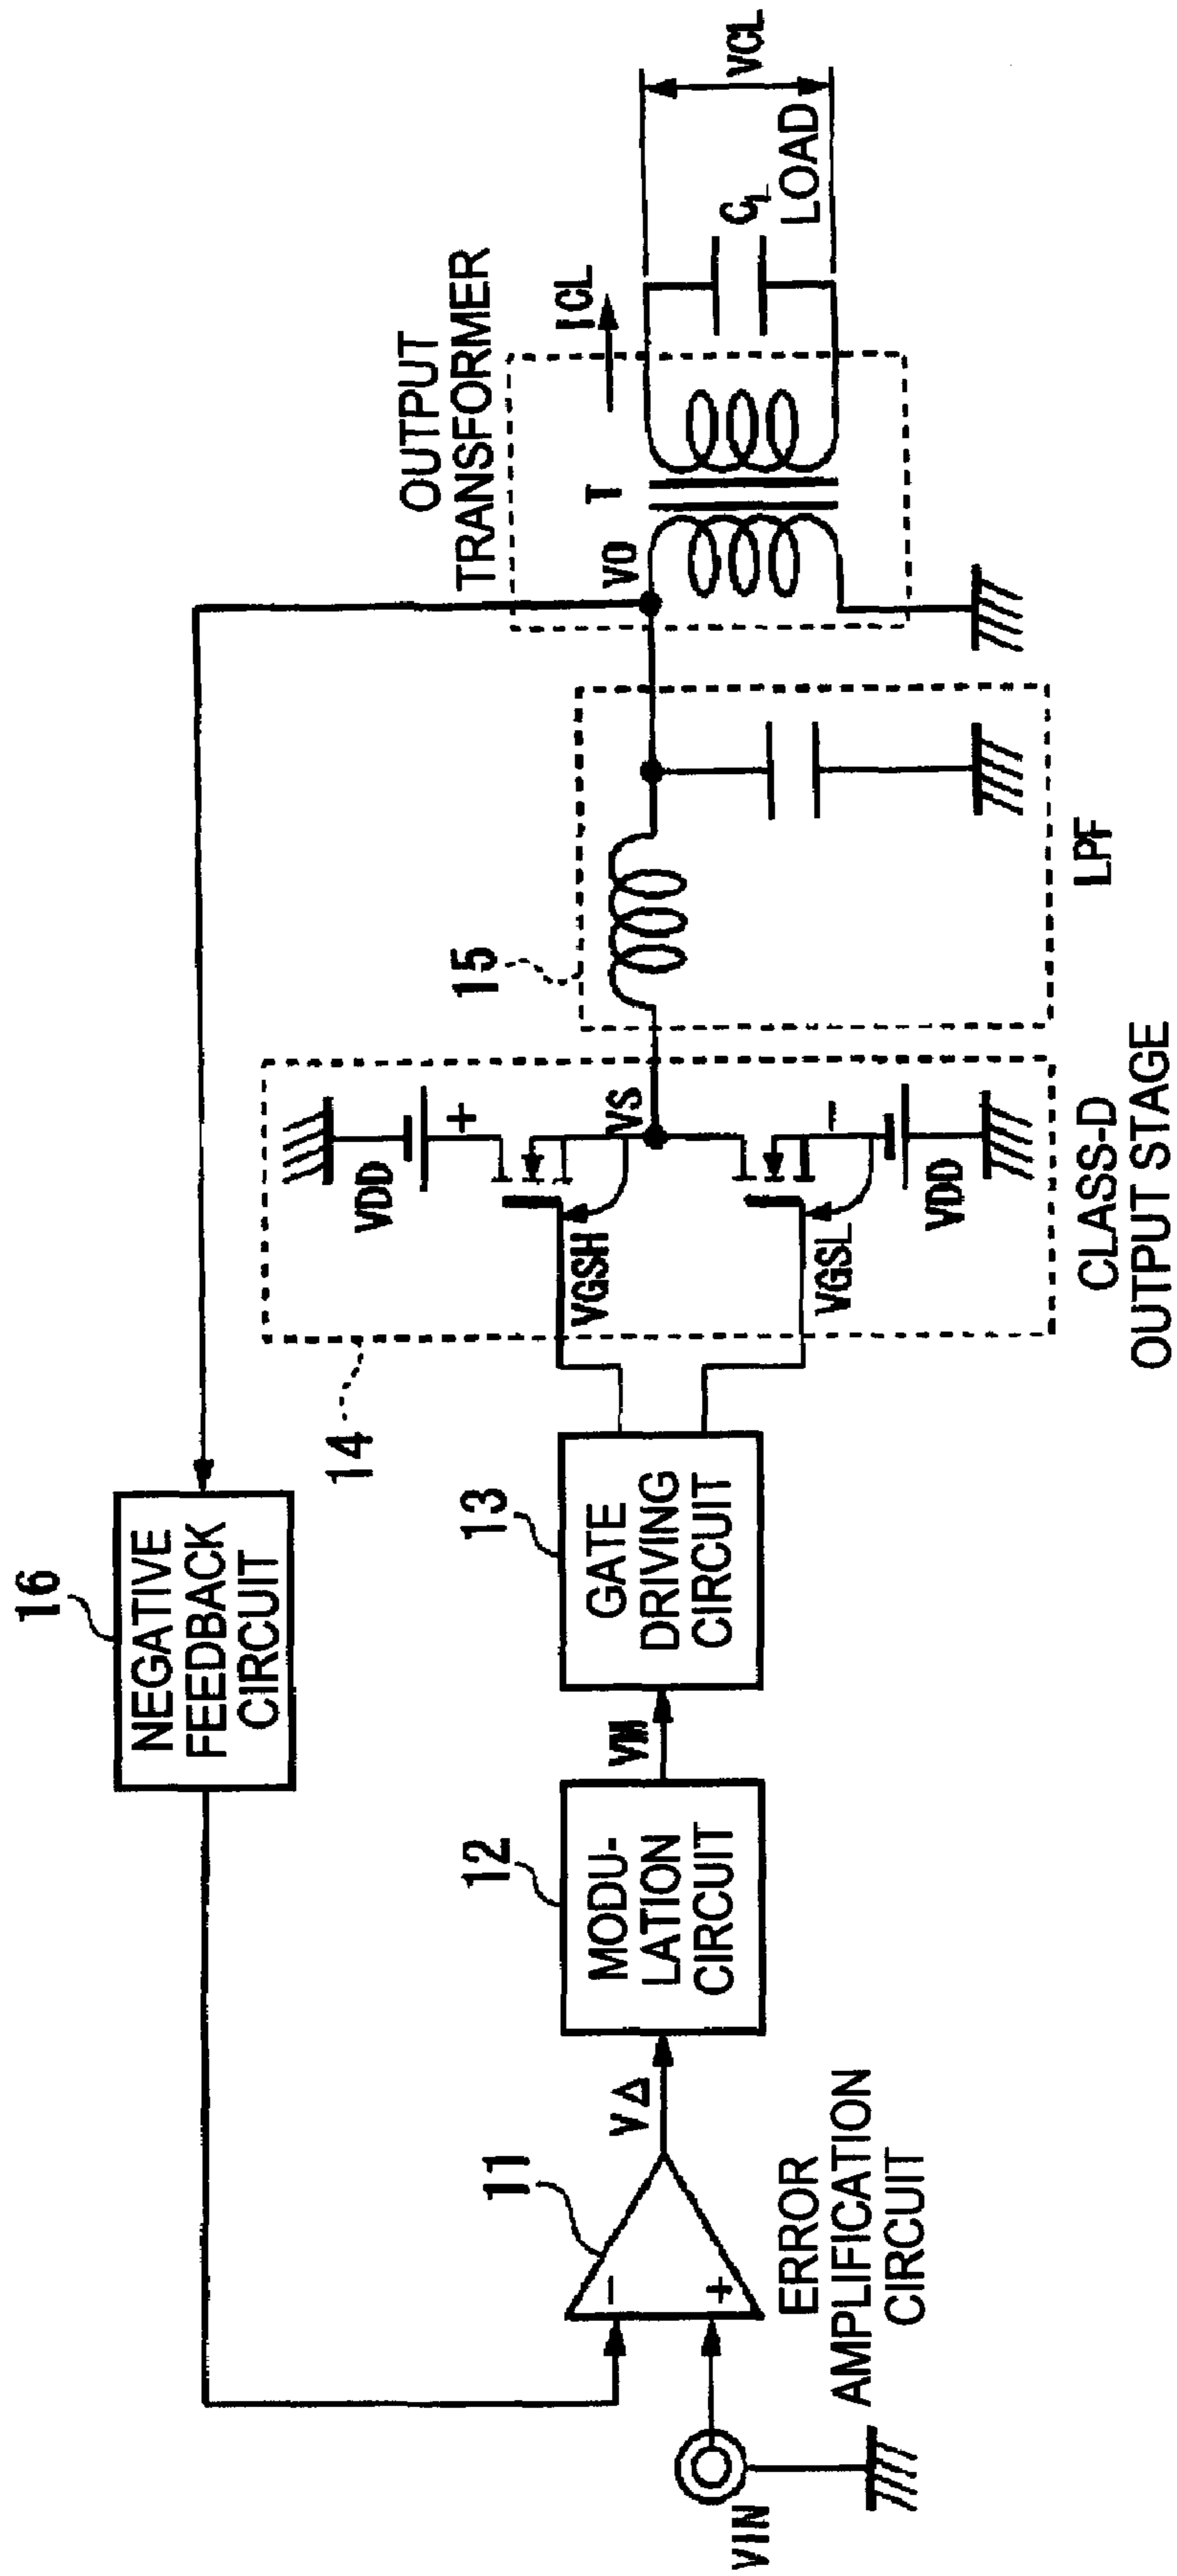 16
NEGATIVE
FEEDBACK
CIRCUIT
OUTPUT
TRANSFORMER
14
VDD
+
15
VS
VO
T
ICL
11
VΔ
12
MODU-
LATION
CIRCUIT
VM
13
GATE
DRIVING
CIRCUIT
VGSH
VGSL
−
VDD
LPF
C
LOAD
VCL
−
+
VIN
ERROR
AMPLIFICATION
CIRCUIT
CLASS-D
OUTPUT STAGE